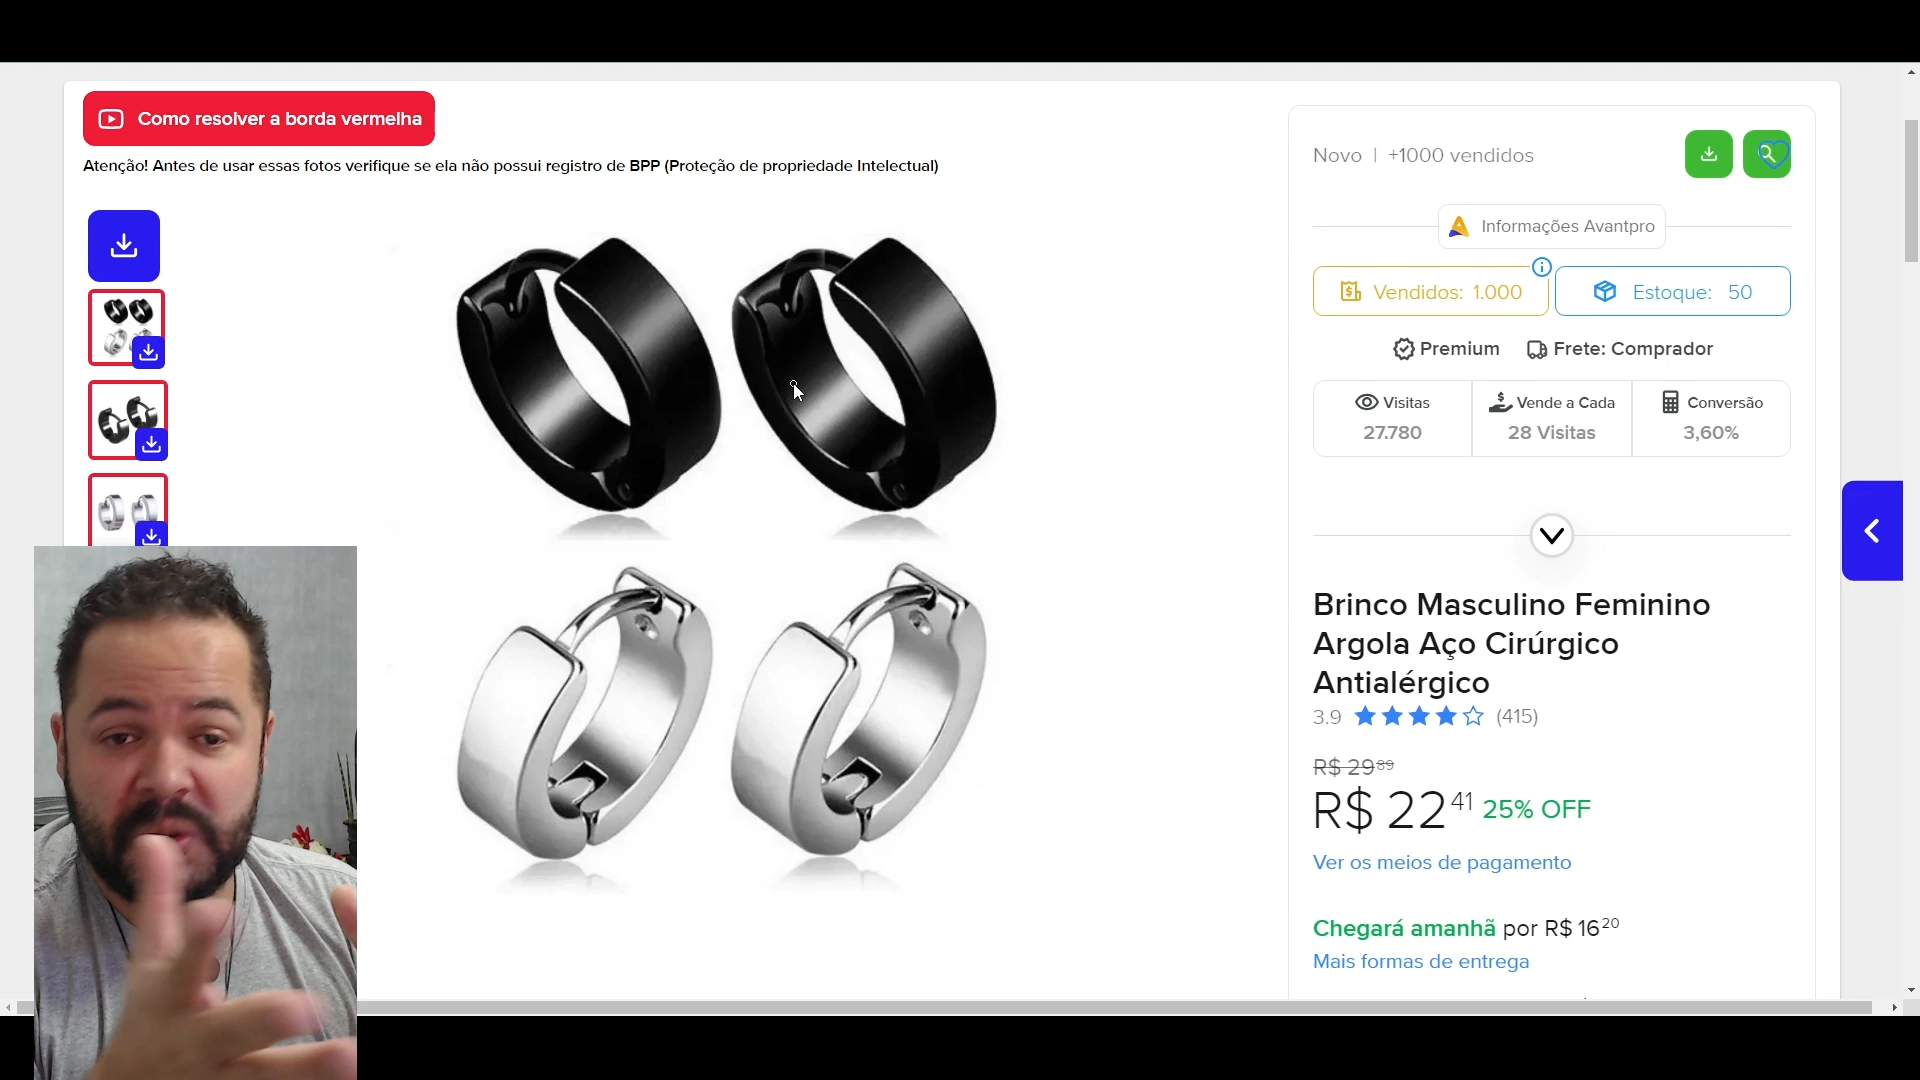 Como resolver a borda vermelha
Atenção! Antes de usar essas fotos verifique se ela não possui registro de BPP (Proteção de propriedade Intelectual)
Novo | +1000 vendidos
Informações Avantpro
Vendidos: 1.000
Estoque: 50
Premium
Frete: Comprador
Visitas
27.780
Vende a Cada
28 Visitas
Conversão
3,60%
Brinco Masculino Feminino
Argola Aço Cirúrgico
Antialérgico
3.9 (415)
R$ 29 89
R$ 22 41 25% OFF
Ver os meios de pagamento
Chegará amanhã por R$ 16 20
Mais formas de entrega